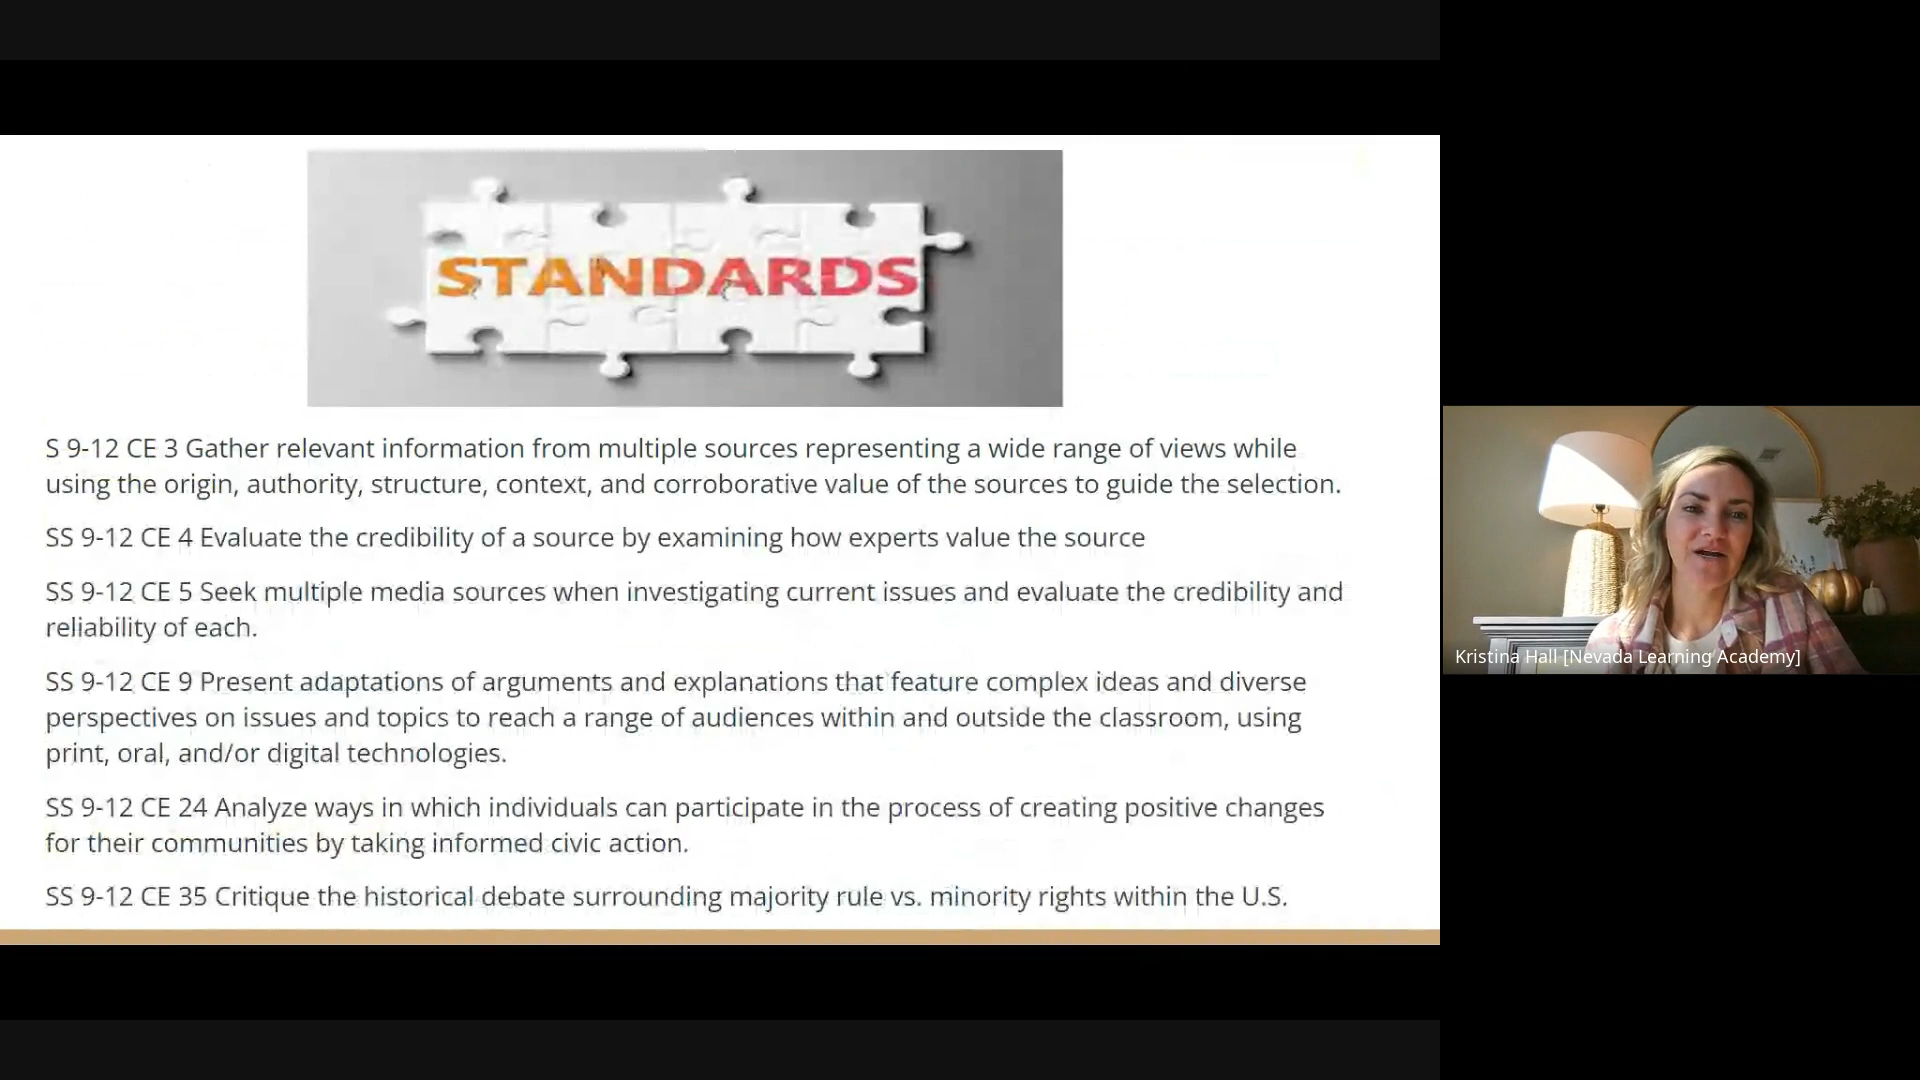 STANDARDS
S 9-12 CE 3 Gather relevant information from multiple sources representing a wide range of views while
using the origin, authority, structure, context, and corroborative value of the sources to guide the selection.
SS 9-12 CE 4 Evaluate the credibility of a source by examining how experts value the source
SS 9-12 CE 5 Seek multiple media sources when investigating current issues and evaluate the credibility and
reliability of each.
SS 9-12 CE 9 Present adaptations of arguments and explanations that feature complex ideas and diverse
perspectives on issues and topics to reach a range of audiences within and outside the classroom, using
print, oral, and/or digital technologies.
SS 9-12 CE 24 Analyze ways in which individuals can participate in the process of creating positive changes
for their communities by taking informed civic action.
SS 9-12 CE 35 Critique the historical debate surrounding majority rule vs. minority rights within the U.S.
Kristina Hall [Nevada Learning Academy]